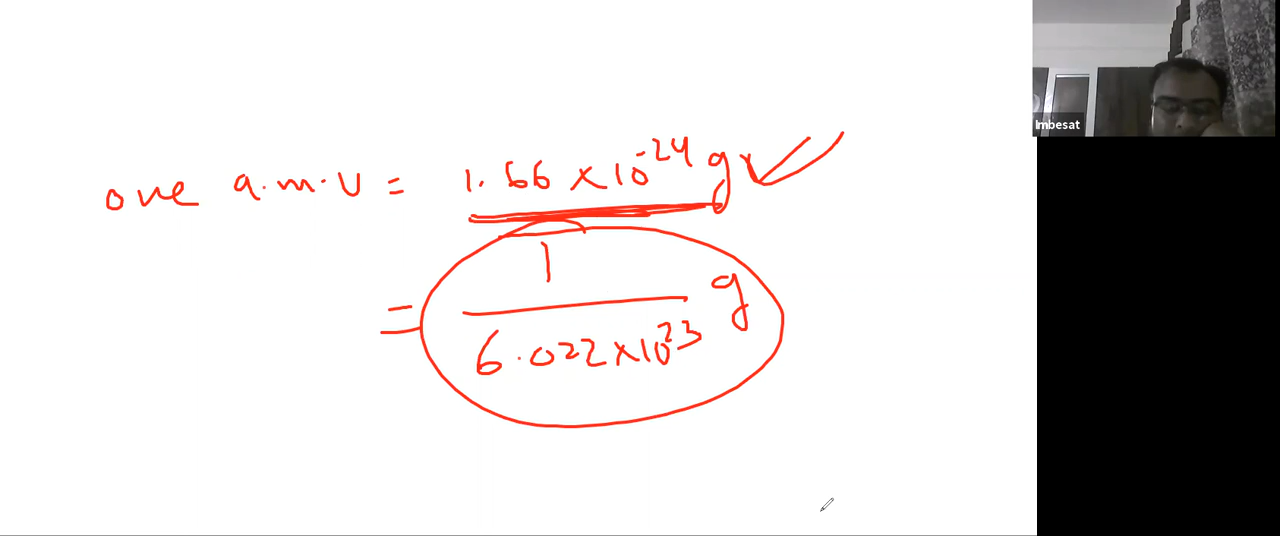 one a.m.u = 1.66 × 10⁻²⁴ g
= 1
6.022×10²³ g
Imbesat